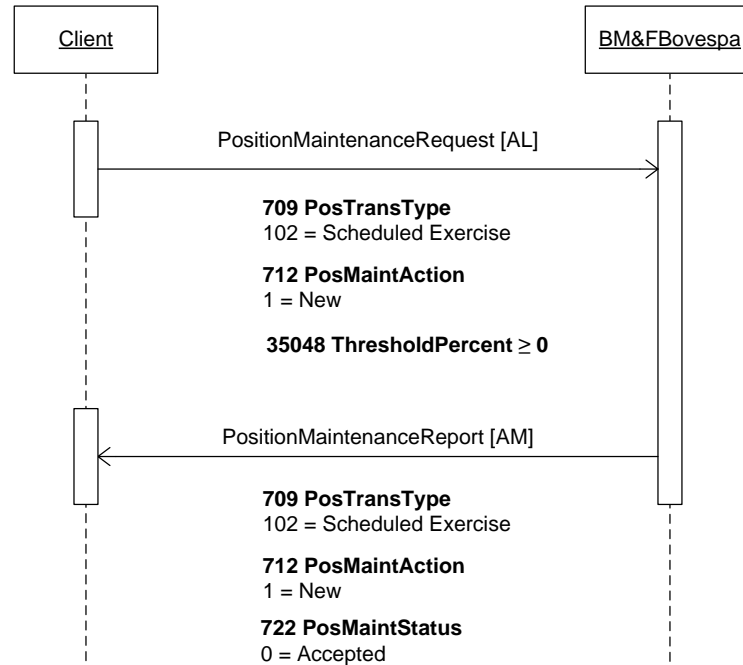 Client
BM&FBovespa
PositionMaintenanceRequest [AL]
709 PosTransType
102 = Scheduled Exercise
712 PosMaintAction
1 = New
35048 ThresholdPercent ≥ 0
PositionMaintenanceReport [AM]
709 PosTransType
102 = Scheduled Exercise
712 PosMaintAction
1 = New
722 PosMaintStatus
0 = Accepted